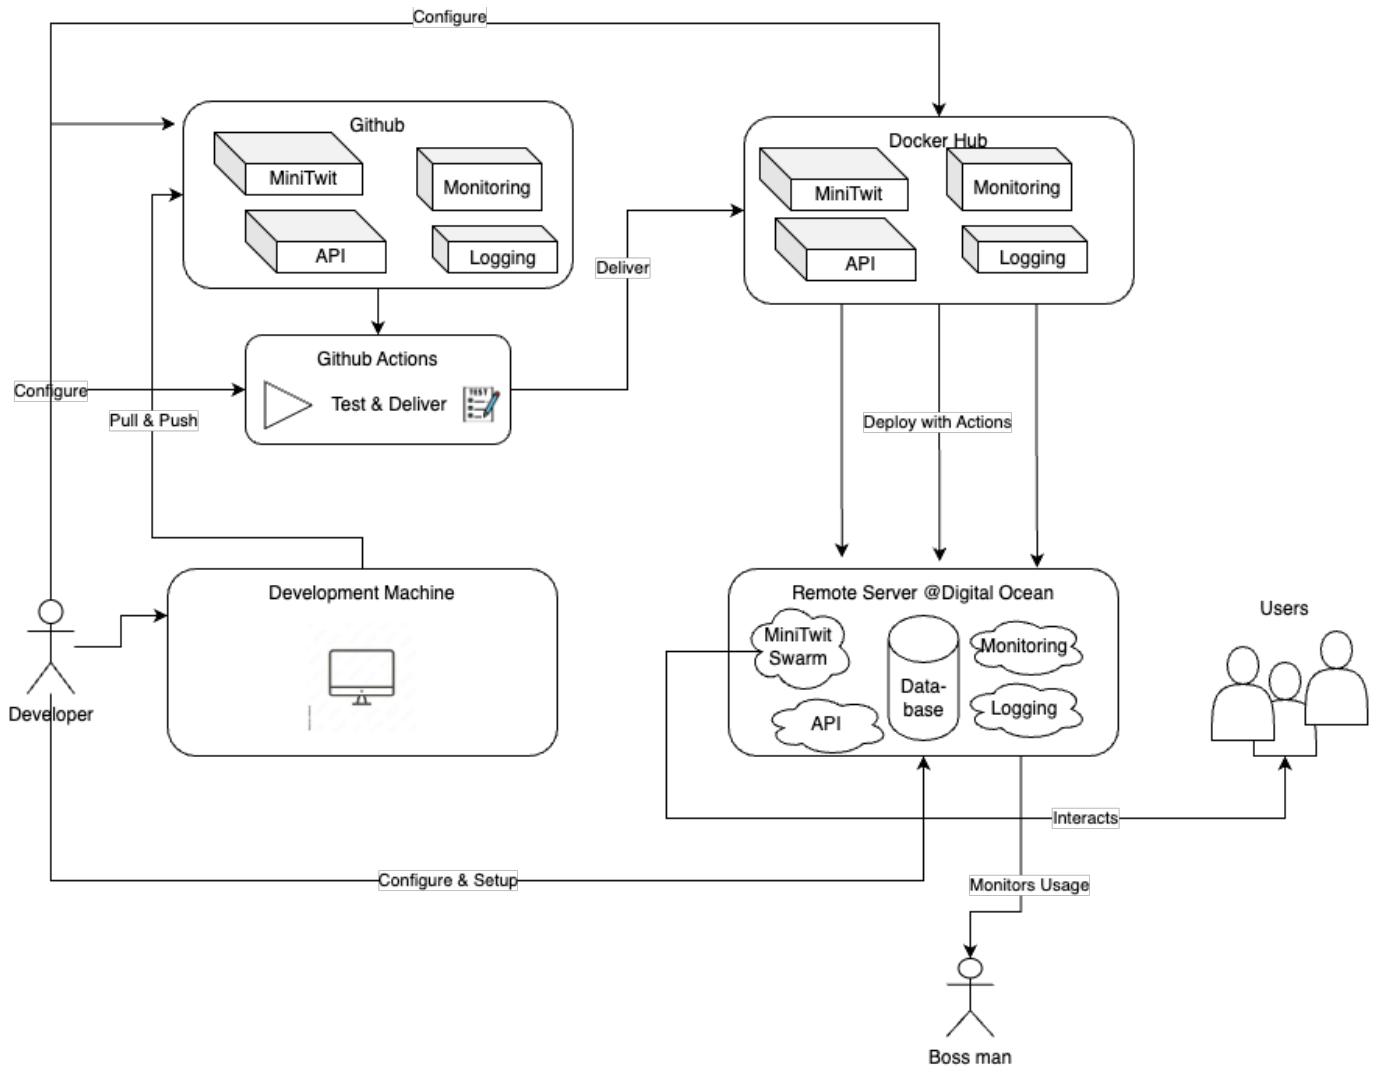 Configure
Github
MiniTwit
Monitoring
API
Logging
Docker Hub
MiniTwit
Monitoring
API
Logging
Deliver
Github Actions
Test & Deliver
TEST
Configure
Pull & Push
Deploy with Actions
Development Machine
Developer
Remote Server @Digital Ocean
MiniTwit
Swarm
Monitoring
Data-
base
API
Logging
Users
Interacts
Configure & Setup
Monitors Usage
Boss man